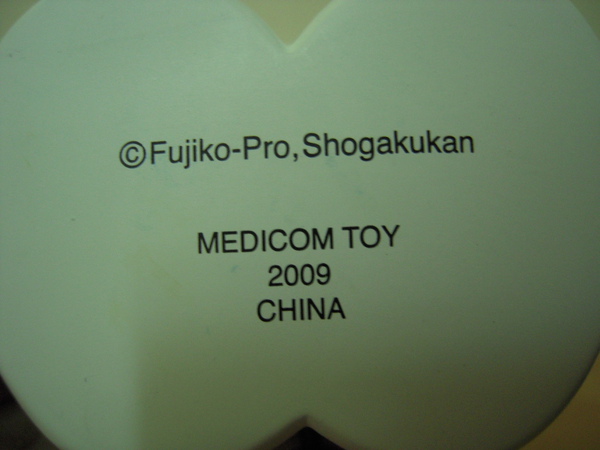 ©Fujiko-Pro, Shogakukan
MEDICOM TOY
2009
CHINA